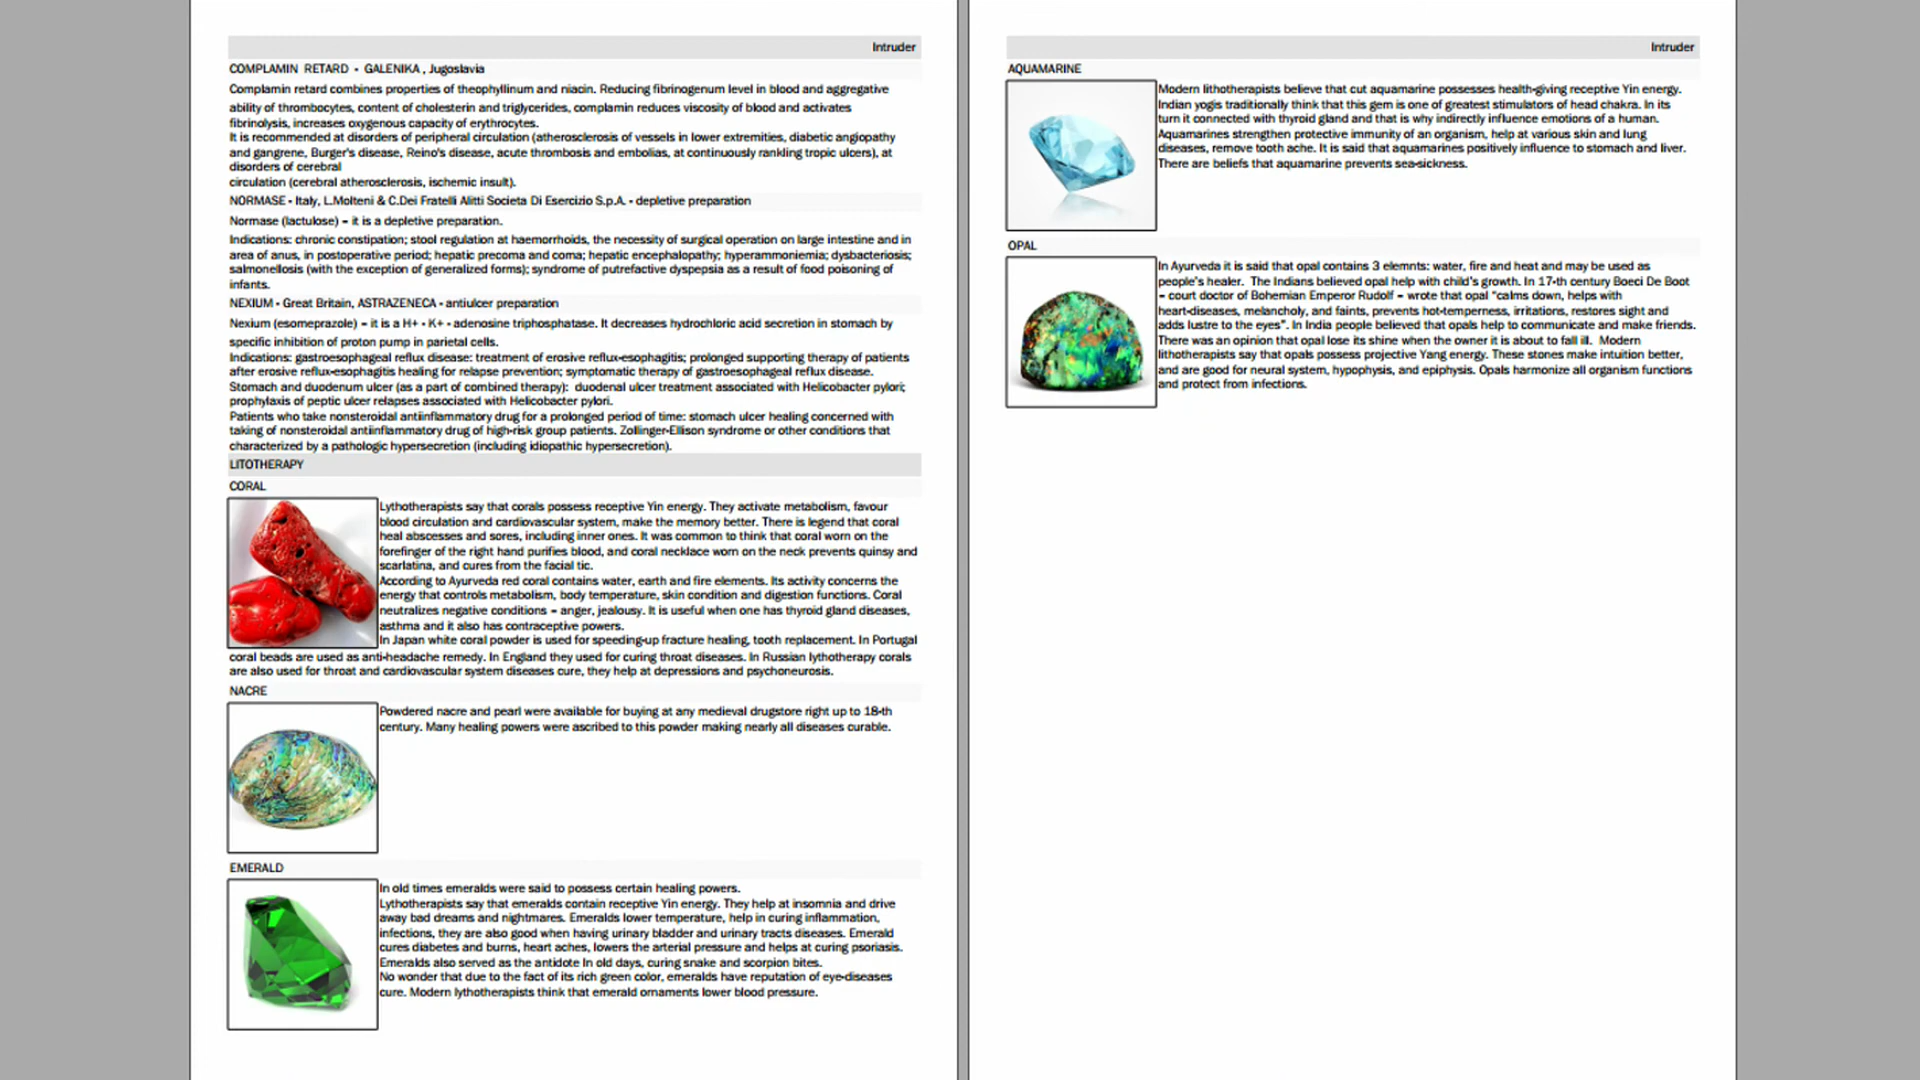 Intruder
COMPLAMIN RETARD - GALENIKA , Jugoslavia
Complamin retard combines properties of theophyllinum and niacin. Reducing fibrinogenum level in blood and aggregative
ability of thrombocytes, content of cholesterin and triglycerides, complamin reduces viscosity of blood and activates
fibrinolysis, increases oxygenous capacity of erythrocytes.
It is recommended at disorders of peripheral circulation (atherosclerosis of vessels in lower extremities, diabetic angiopathy
and gangrene, Burger's disease, Reino's disease, acute thrombosis and embolias, at continuously rankling tropic ulcers), at
disorders of cerebral
circulation (cerebral atherosclerosis, ischemic insult).
NORMASE - Italy, L.Molteni & C.Dei Fratelli Alitti Societa Di Esercizio S.p.A. - depletive preparation
Normase (lactulose) – it is a depletive preparation.
Indications: chronic constipation; stool regulation at haemorrhoids, the necessity of surgical operation on large intestine and in
area of anus, in postoperative period; hepatic precoma and coma; hepatic encephalopathy; hyperammoniemia; dysbacteriosis;
salmonellosis (with the exception of generalized forms); syndrome of putrefactive dyspepsia as a result of food poisoning of
infants.
NEXIUM - Great Britain, ASTRAZENECA - antiulcer preparation
Nexium (esomeprazole) – it is a H+ - K+ - adenosine triphosphatase. It decreases hydrochloric acid secretion in stomach by
specific inhibition of proton pump in parietal cells.
Indications: gastroesophageal reflux disease: treatment of erosive reflux-esophagitis; prolonged supporting therapy of patients
after erosive reflux-esophagitis healing for relapse prevention; symptomatic therapy of gastroesophageal reflux disease.
Stomach and duodenum ulcer (as a part of combined therapy): duodenal ulcer treatment associated with Helicobacter pylori;
prophylaxis of peptic ulcer relapses associated with Helicobacter pylori.
Patients who take nonsteroidal antiinflammatory drug for a prolonged period of time: stomach ulcer healing concerned with
taking of nonsteroidal antiinflammatory drug of high-risk group patients. Zollinger-Ellison syndrome or other conditions that
characterized by a pathologic hypersecretion (including idiopathic hypersecretion).
LITOTHERAPY
CORAL
Lythotherapists say that corals possess receptive Yin energy. They activate metabolism, favour
blood circulation and cardiovascular system, make the memory better. There is legend that coral
heal abscesses and sores, including inner ones. It was common to think that coral worn on the
forefinger of the right hand purifies blood, and coral necklace worn on the neck prevents quinsy and
scarlatina, and cures from the facial tic.
According to Ayurveda red coral contains water, earth and fire elements. Its activity concerns the
energy that controls metabolism, body temperature, skin condition and digestion functions. Coral
neutralizes negative conditions – anger, jealousy. It is useful when one has thyroid gland diseases,
asthma and it also has contraceptive powers.
In Japan white coral powder is used for speeding-up fracture healing, tooth replacement. In Portugal
coral beads are used as anti-headache remedy. In England they used for curing throat diseases. In Russian lythotherapy corals
are also used for throat and cardiovascular system diseases cure, they help at depressions and psychoneurosis.
NACRE
Powdered nacre and pearl were available for buying at any medieval drugstore right up to 18-th
century. Many healing powers were ascribed to this powder making nearly all diseases curable.
EMERALD
In old times emeralds were said to possess certain healing powers.
Lythotherapists say that emeralds contain receptive Yin energy. They help at insomnia and drive
away bad dreams and nightmares. Emeralds lower temperature, help in curing inflammation,
infections, they are also good when having urinary bladder and urinary tracts diseases. Emerald
cures diabetes and burns, heart aches, lowers the arterial pressure and helps at curing psoriasis.
Emeralds also served as the antidote In old days, curing snake and scorpion bites.
No wonder that due to the fact of its rich green color, emeralds have reputation of eye-diseases
cure. Modern lythotherapists think that emerald ornaments lower blood pressure.
Intruder
AQUAMARINE
Modern lithotherapists believe that cut aquamarine possesses health-giving receptive Yin energy.
Indian yogis traditionally think that this gem is one of greatest stimulators of head chakra. In its
turn it connected with thyroid gland and that is why indirectly influence emotions of a human.
Aquamarines strengthen protective immunity of an organism, help at various skin and lung
diseases, remove tooth ache. It is said that aquamarines positively influence to stomach and liver.
There are beliefs that aquamarine prevents sea-sickness.
OPAL
In Ayurveda it is said that opal contains 3 elemnts: water, fire and heat and may be used as
people's healer. The Indians believed opal help with child's growth. In 17-th century Boeci De Boot
– court doctor of Bohemian Emperor Rudolf – wrote that opal "calms down, helps with
heart-diseases, melancholy, and faints, prevents hot-temperness, irritations, restores sight and
adds lustre to the eyes". In India people believed that opals help to communicate and make friends.
There was an opinion that opal lose its shine when the owner it is about to fall ill. Modern
lithotherapists say that opals possess projective Yang energy. These stones make intuition better,
and are good for neural system, hypophysis, and epiphysis. Opals harmonize all organism functions
and protect from infections.